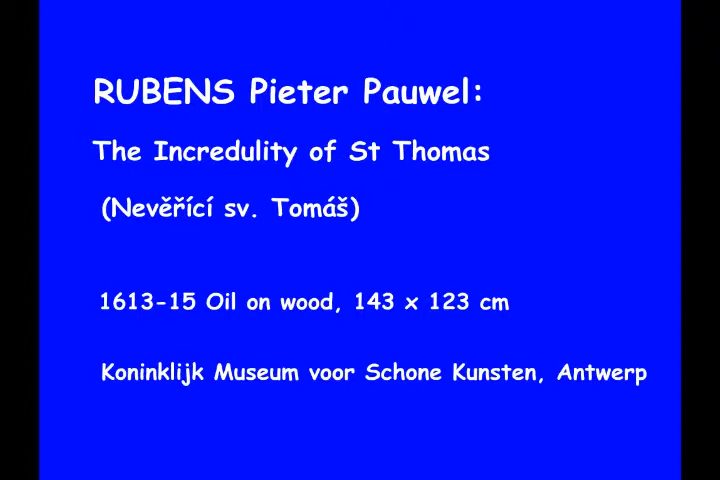 RUBENS Pieter Pauwel:
The Incredulity of St Thomas
(Nevěřící sv. Tomáš)
1613-15 Oil on wood, 143 x 123 cm
Koninklijk Museum voor Schone Kunsten, Antwerp